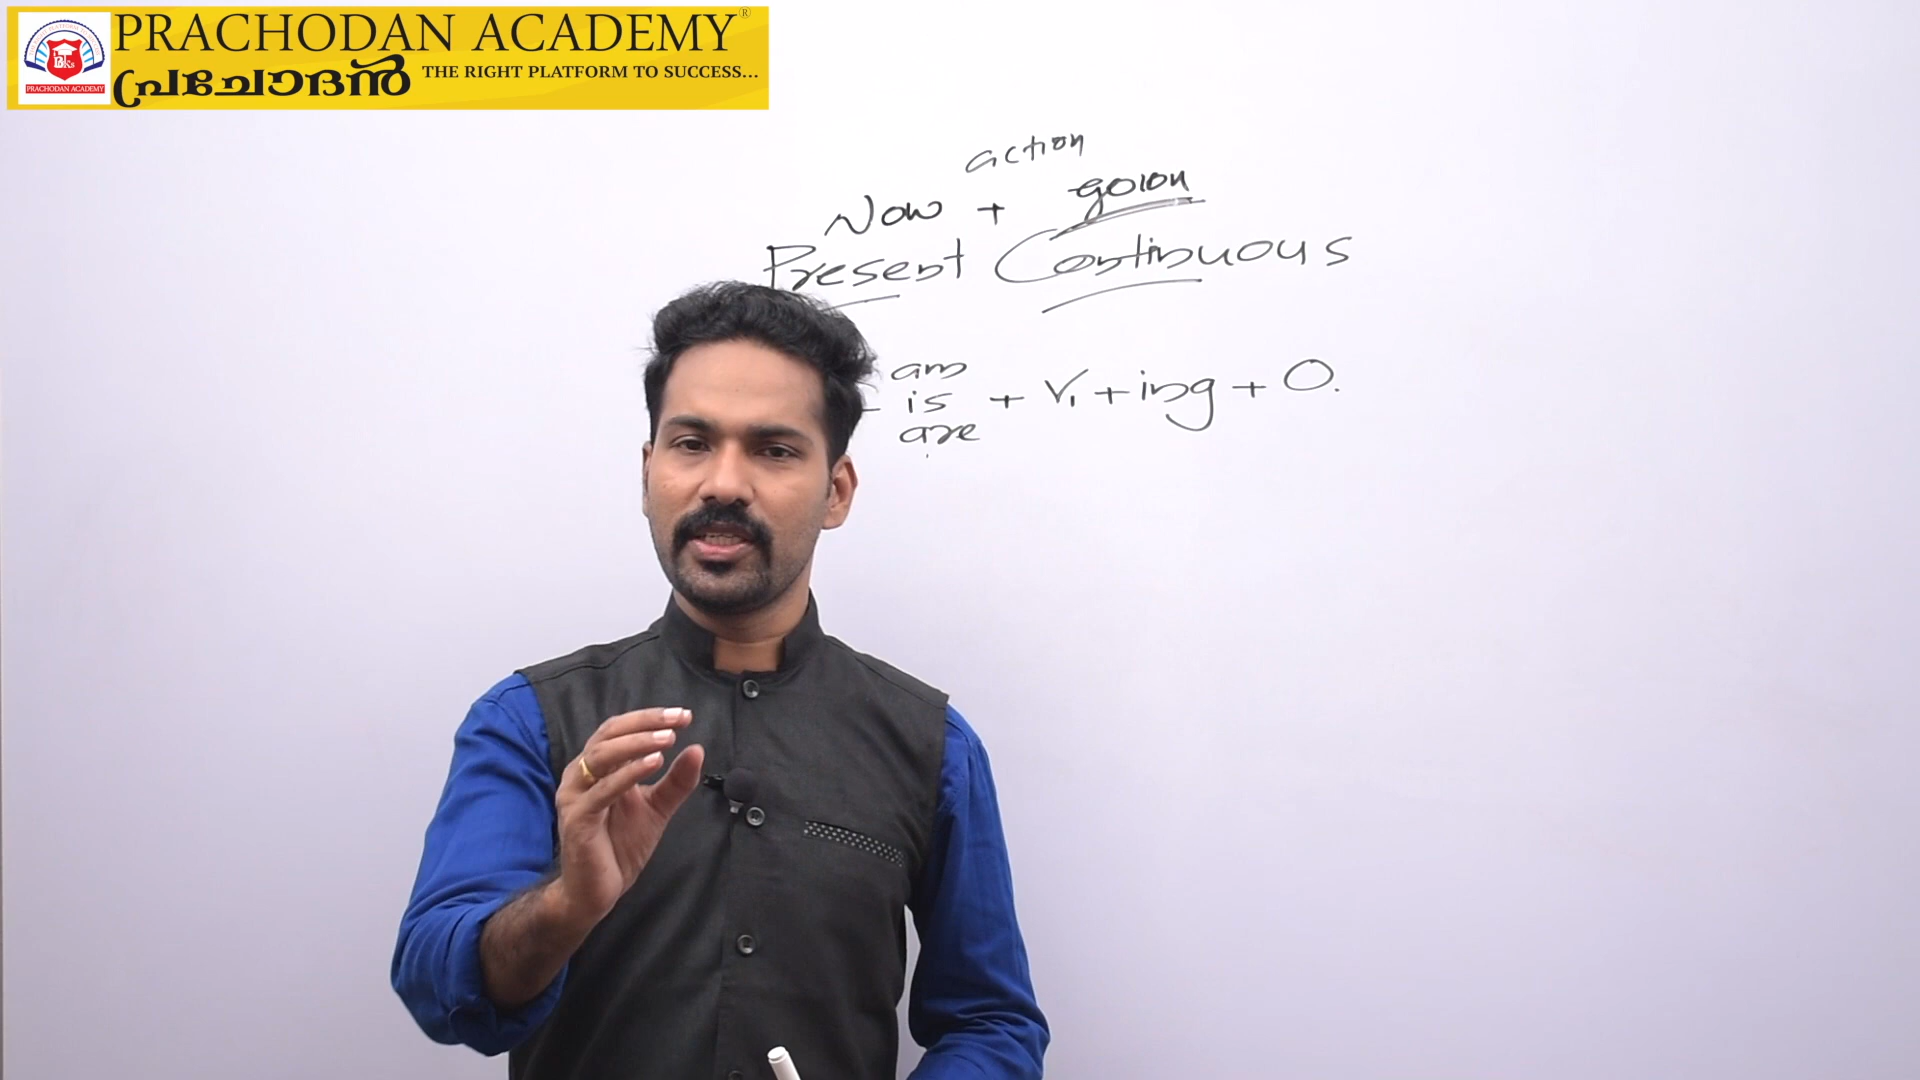 PRACHODAN ACADEMY®
പ്രചോദൻ THE RIGHT PLATFORM TO SUCCESS...
PRACHODAN ACADEMY
action
Now + goion
Present Continuous
am
is + V1 + ing + O.
are